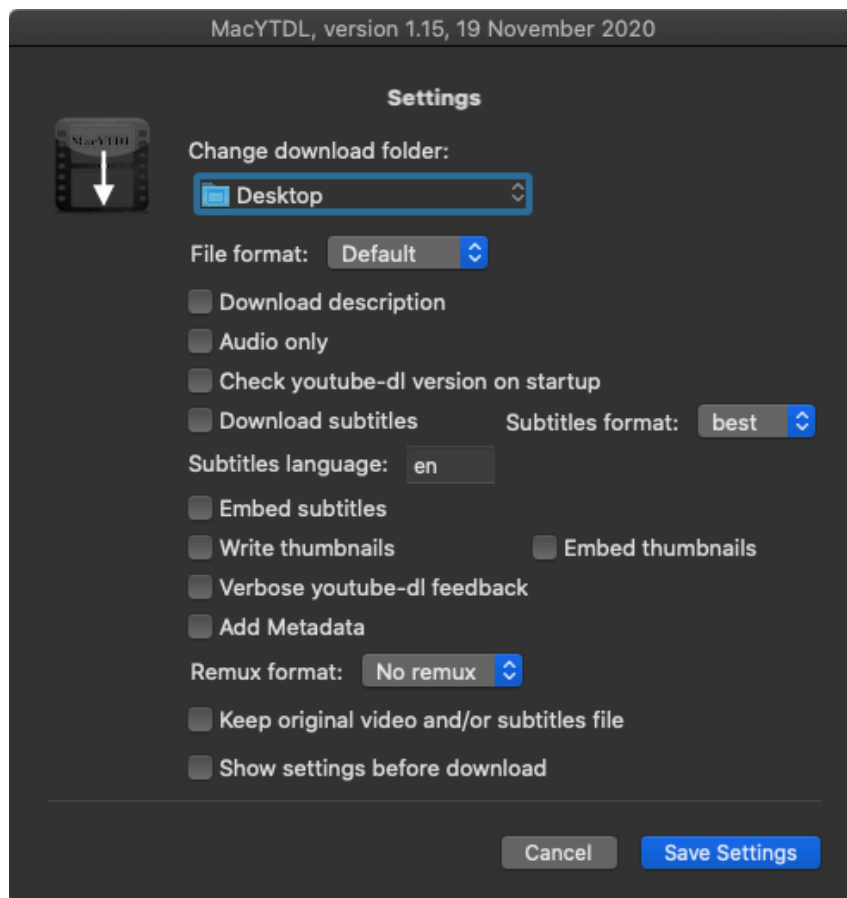 MacYTDL, version 1.15, 19 November 2020
Settings
MacYTDL
Change download folder:
Desktop
File format: Default
Download description
Audio only
Check youtube-dl version on startup
Download subtitles Subtitles format: best
Subtitles language: en
Embed subtitles
Write thumbnails Embed thumbnails
Verbose youtube-dl feedback
Add Metadata
Remux format: No remux
Keep original video and/or subtitles file
Show settings before download
Cancel Save Settings